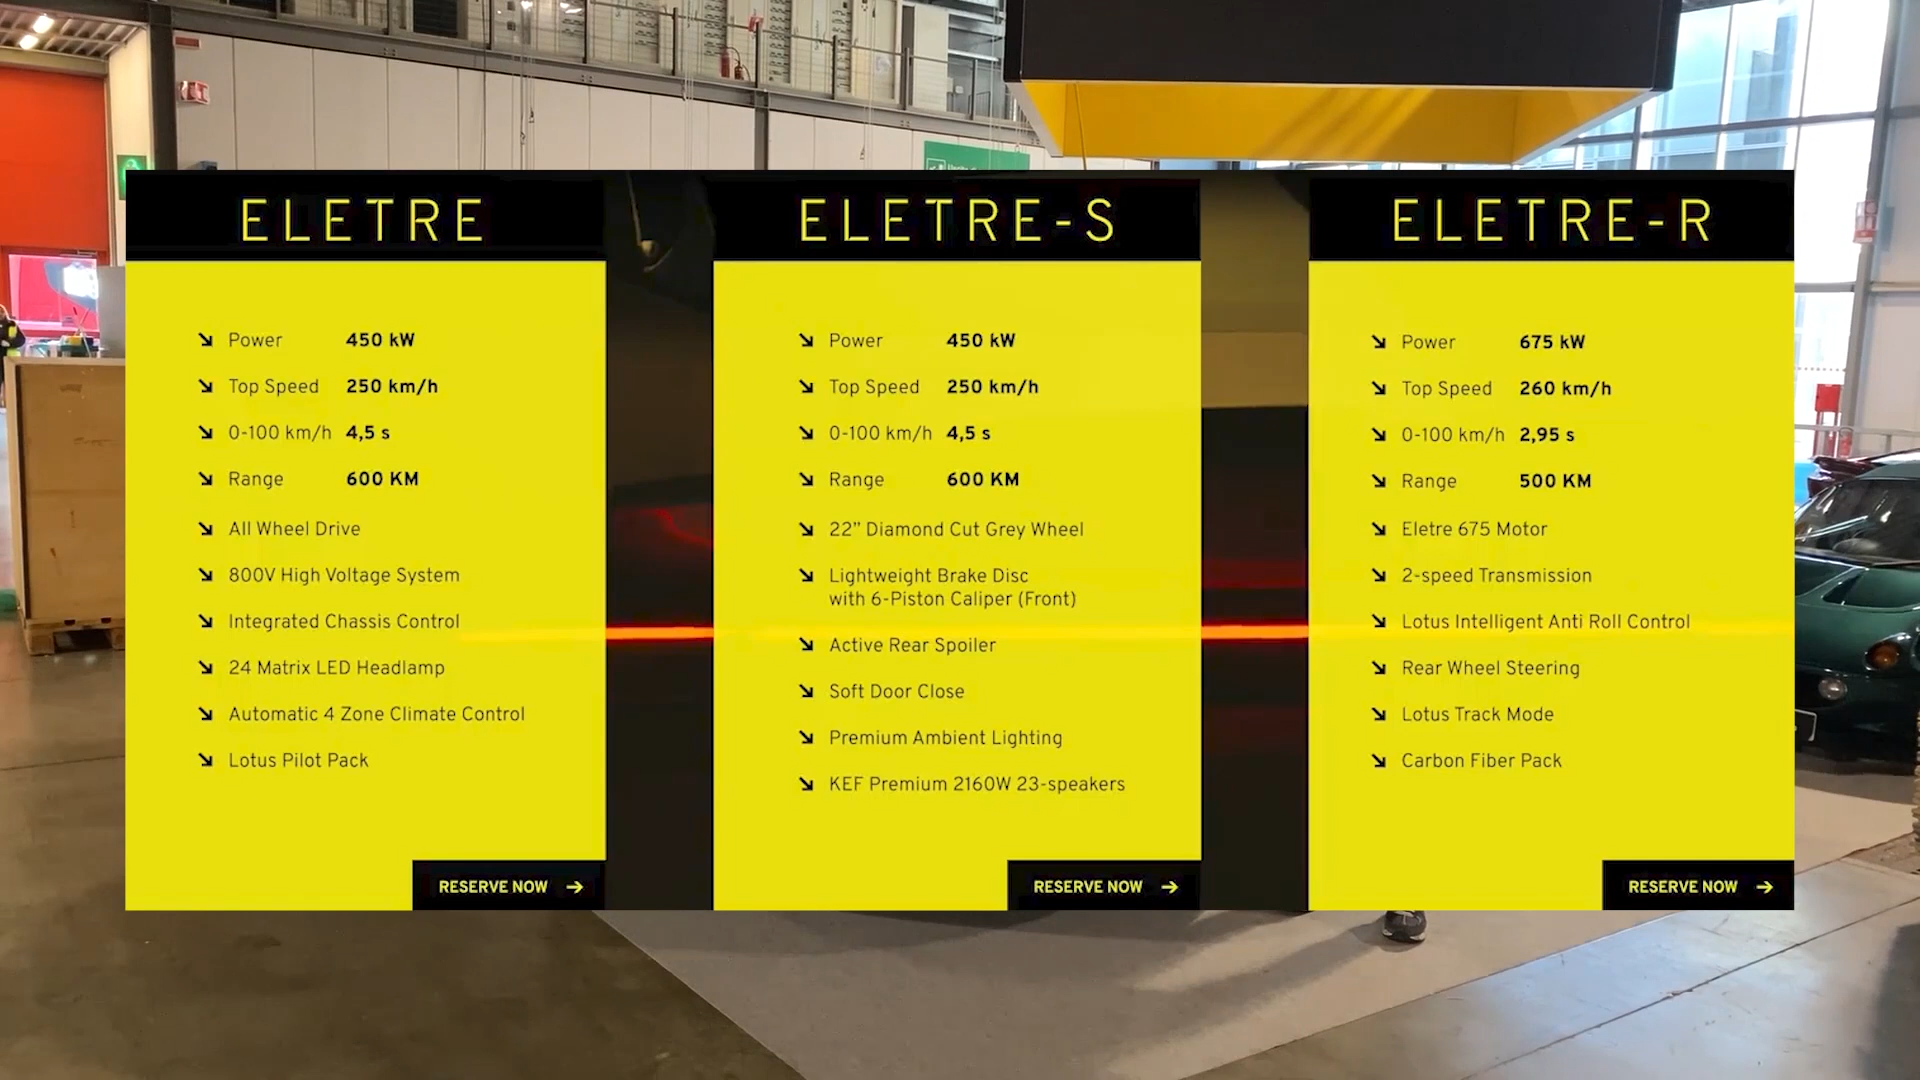 ELETRE
Power 450 kW
Top Speed 250 km/h
0-100 km/h 4,5 s
Range 600 KM
All Wheel Drive
800V High Voltage System
Integrated Chassis Control
24 Matrix LED Headlamp
Automatic 4 Zone Climate Control
Lotus Pilot Pack
RESERVE NOW
ELETRE-S
Power 450 kW
Top Speed 250 km/h
0-100 km/h 4,5 s
Range 600 KM
22” Diamond Cut Grey Wheel
Lightweight Brake Disc
with 6-Piston Caliper (Front)
Active Rear Spoiler
Soft Door Close
Premium Ambient Lighting
KEF Premium 2160W 23-speakers
RESERVE NOW
ELETRE-R
Power 675 kW
Top Speed 260 km/h
0-100 km/h 2,95 s
Range 500 KM
Eletre 675 Motor
2-speed Transmission
Lotus Intelligent Anti Roll Control
Rear Wheel Steering
Lotus Track Mode
Carbon Fiber Pack
RESERVE NOW